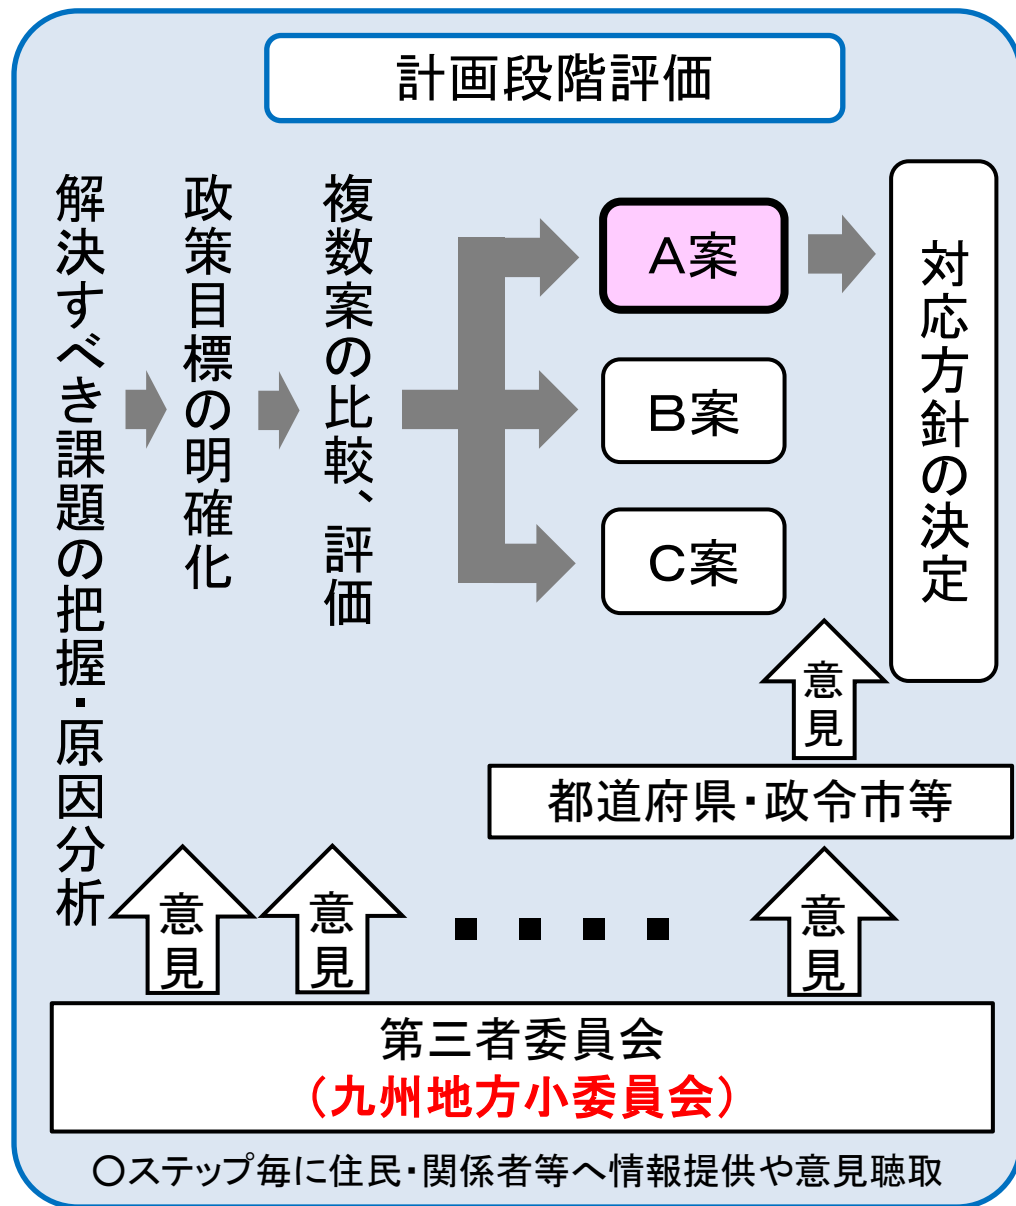 計画段階評価
解決すべき課題の把握・原因分析
政策目標の明確化
複数案の比較、評価
A案
B案
C案
対応方針の決定
意見
都道府県・政令市等
意見
意見
・・・・
意見
第三者委員会
（九州地方小委員会）
〇ステップ毎に住民・関係者等へ情報提供や意見聴取